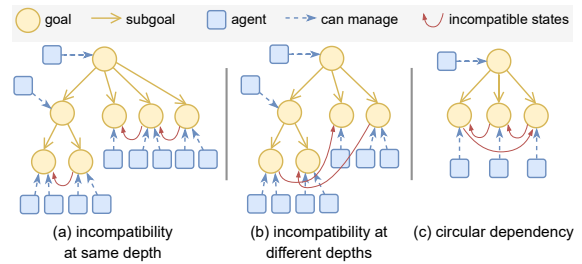 goal subgoal agent can manage incompatible states
(a) incompatibility
at same depth
(b) incompatibility at
different depths
(c) circular dependency